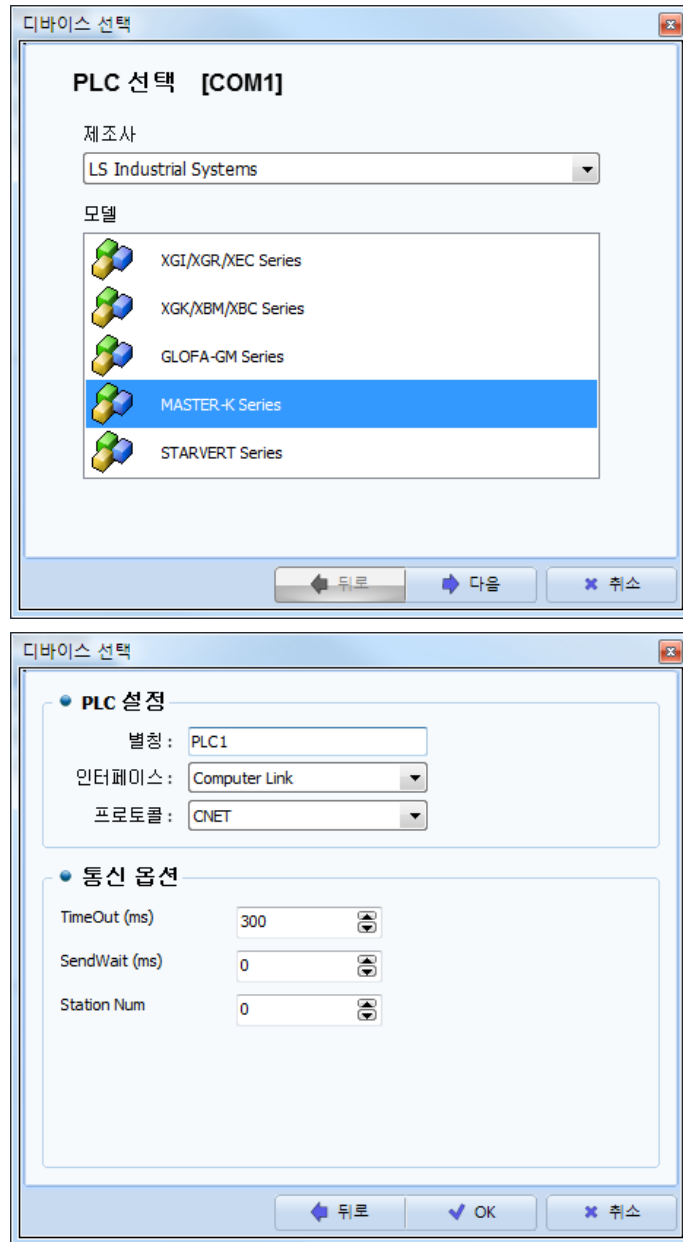 디바이스 선택
PLC 선택 [COM1]
제조사
LS Industrial Systems
모델
XGI/XGR/XEC Series
XGK/XBM/XBC Series
GLOFA-GM Series
MASTER-K Series
STARVERT Series
뒤로 다음 취소
디바이스 선택
PLC 설정
별칭 : PLC1
인터페이스 : Computer Link
프로토콜 : CNET
통신 옵션
TimeOut (ms) 300
SendWait (ms) 0
Station Num 0
뒤로 OK 취소